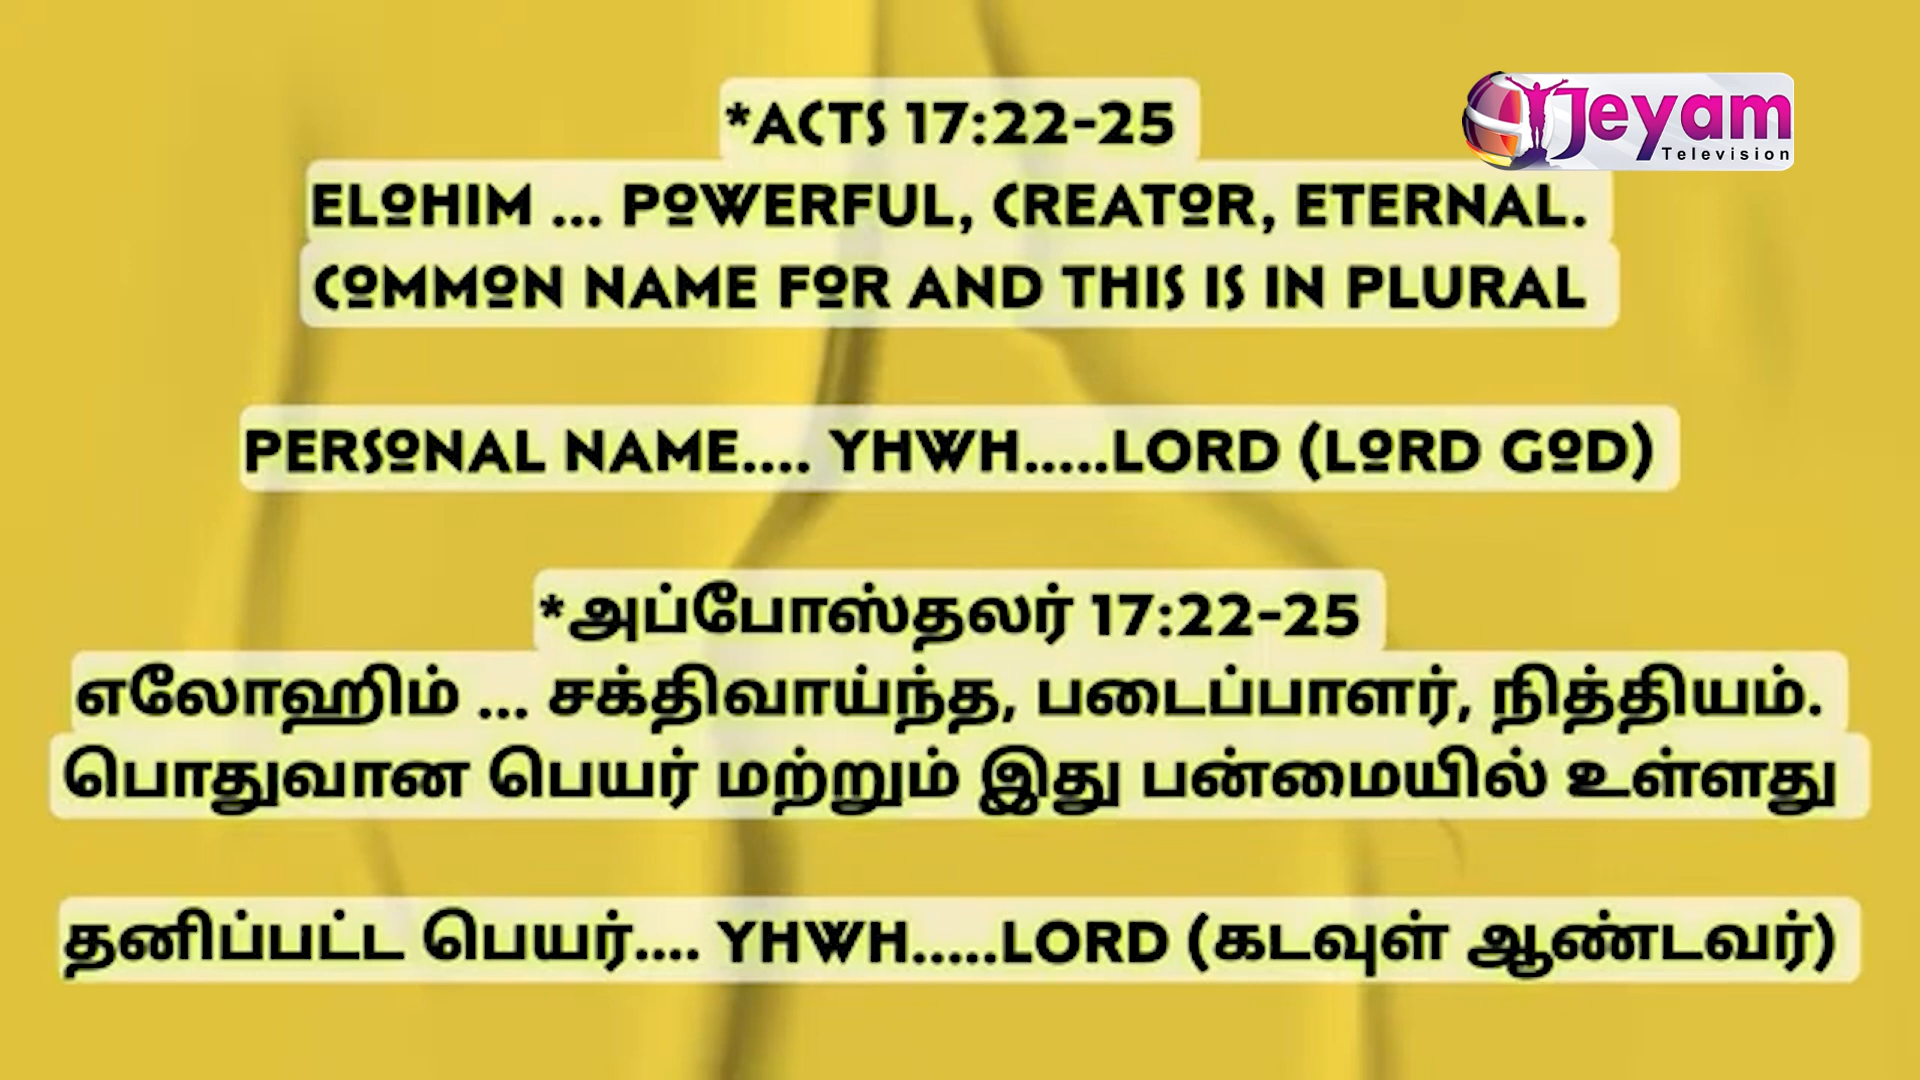 Jeyam
Television
*ACTS 17:22-25
ELOHIM ... POWERFUL, CREATOR, ETERNAL.
COMMON NAME FOR AND THIS IS IN PLURAL
PERSONAL NAME.... YHWH.....LORD (LORD GOD)
*அப்போஸ்தலர் 17:22-25
எலோஹிம் ... சக்திவாய்ந்த, படைப்பாளர், நித்தியம்.
பொதுவான பெயர் மற்றும் இது பன்மையில் உள்ளது
தனிப்பட்ட பெயர்.... YHWH.....LORD (கடவுள் ஆண்டவர்)